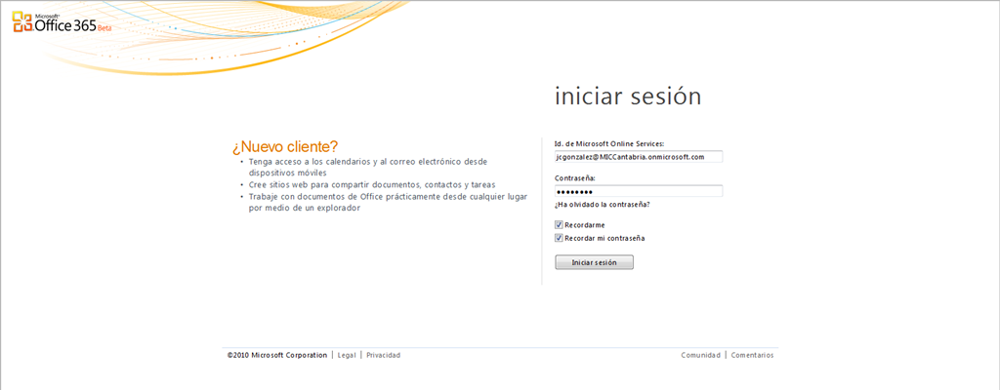 Microsoft®
Office 365 Beta
iniciar sesión
¿Nuevo cliente?
• Tenga acceso a los calendarios y al correo electrónico desde
dispositivos móviles
• Cree sitios web para compartir documentos, contactos y tareas
• Trabaje con documentos de Office prácticamente desde cualquier lugar
por medio de un explorador
Id. de Microsoft Online Services:
jcgonzalez@MICCantabria.onmicrosoft.com
Contraseña:
••••••••
¿Ha olvidado la contraseña?
Recordarme
Recordar mi contraseña
Iniciar sesión
©2010 Microsoft Corporation | Legal | Privacidad
Comunidad | Comentarios